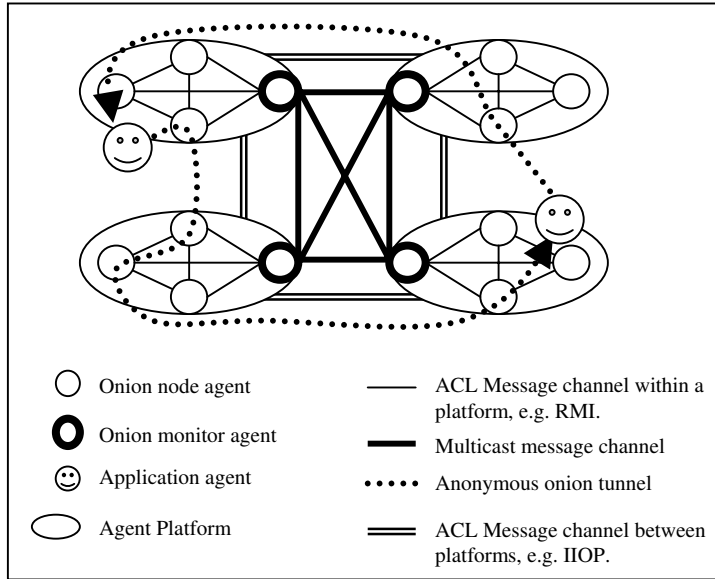 Onion node agent
Onion monitor agent
Application agent
Agent Platform
ACL Message channel within a
platform, e.g. RMI.
Multicast message channel
Anonymous onion tunnel
ACL Message channel between
platforms, e.g. IIOP.